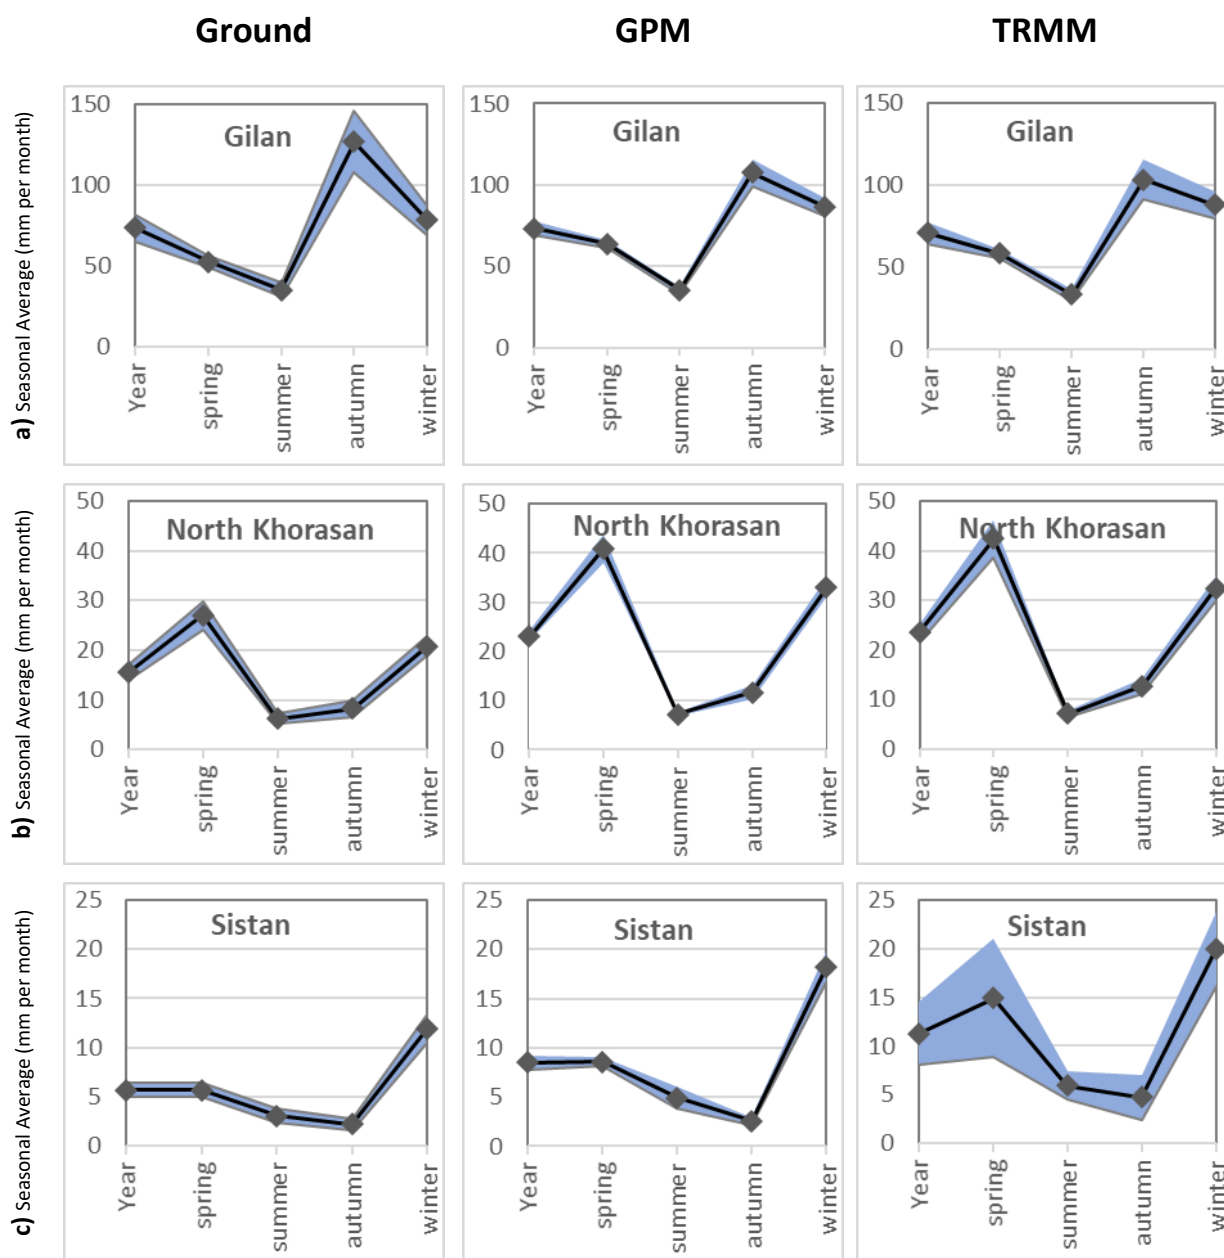 Ground
GPM
TRMM
a) Seasonal Average (mm per month)
150
100
50
0
Gilan
Year
spring
summer
autumn
winter
150
100
50
0
Gilan
Year
spring
summer
autumn
winter
150
100
50
0
Gilan
Year
spring
summer
autumn
winter
b) Seasonal Average (mm per month)
50
40
30
20
10
0
North Khorasan
Year
spring
summer
autumn
winter
50
40
30
20
10
0
North Khorasan
Year
spring
summer
autumn
winter
50
40
30
20
10
0
North Khorasan
Year
spring
summer
autumn
winter
c) Seasonal Average (mm per month)
25
20
15
10
5
0
Sistan
Year
spring
summer
autumn
winter
25
20
15
10
5
0
Sistan
Year
spring
summer
autumn
winter
25
20
15
10
5
0
Sistan
Year
spring
summer
autumn
winter